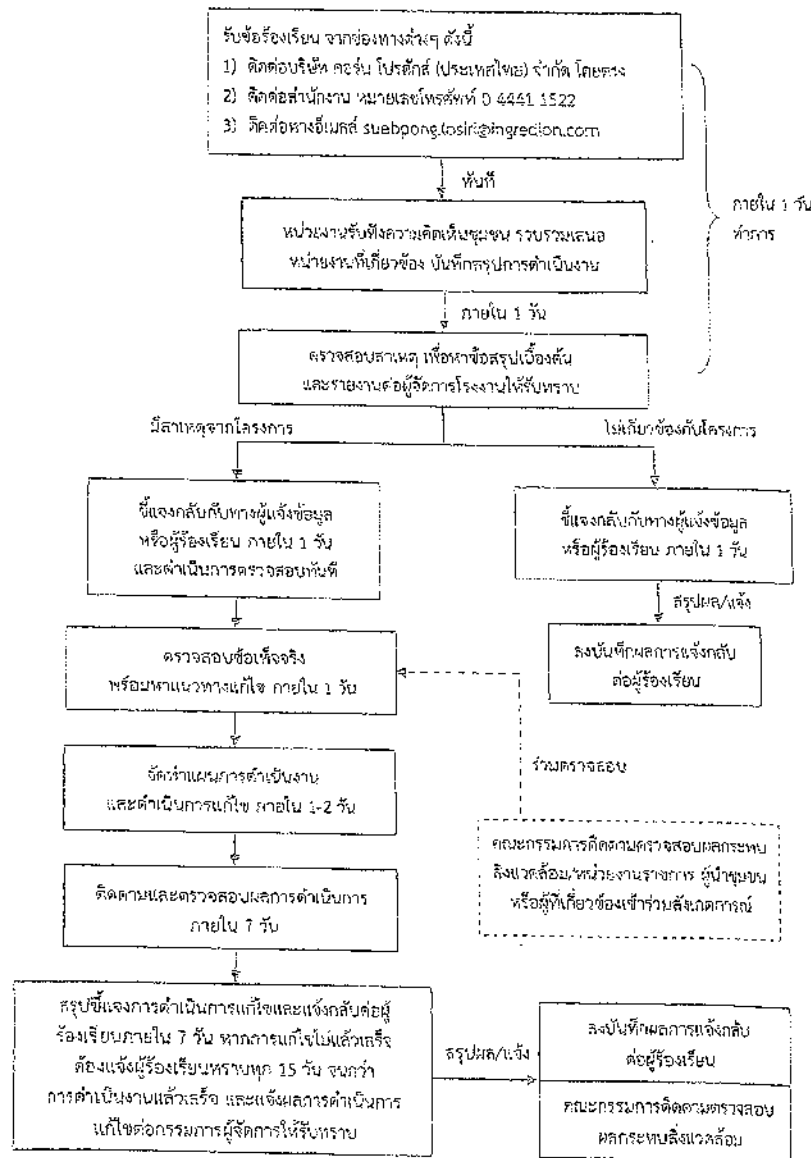 รับข้อร้องเรียน จากช่องทางต่างๆ ดังนี้
1) ติดต่อบริษัท คอร์น โปรดักส์ (ประเทศไทย) จำกัด โดยตรง
2) ติดต่อสำนักงาน หมายเลขโทรศัพท์ 0 4441 1522
3) ติดต่อทางอีเมลล์ suebpong.losiri@ingredion.com
ทันที
ภายใน 1 วัน
ทำการ
หน่วยงานรับฟังความคิดเห็นชุมชน รวบรวมเสนอ
หน่ายงานที่เกี่ยวข้อง บันทึกสรุปการดำเนินงาน
ภายใน 1 วัน
ตรวจสอบสาเหตุ เพื่อหาข้อสรุปเบื้องต้น
และรายงานต่อผู้จัดการโรงงานให้รับทราบ
มีสาเหตุจากโครงการ
ไม่เกี่ยวข้องกับโครงการ
ชี้แจงกลับกับทางผู้แจ้งข้อมูล
หรือผู้ร้องเรียน ภายใน 1 วัน
และดำเนินการตรวจสอบทันที
ชี้แจงกลับกับทางผู้แจ้งข้อมูล
หรือผู้ร้องเรียน ภายใน 1 วัน
สรุปผล/แจ้ง
ลงบันทึกผลการแจ้งกลับ
ต่อผู้ร้องเรียน
ตรวจสอบข้อเท็จจริง
พร้อมหาแนวทางแก้ไข ภายใน 1 วัน
ร่วมตรวจสอบ
จัดทำแผนการดำเนินงาน
และดำเนินการแก้ไข ภายใน 1-2 วัน
คณะกรรมการติดตามตรวจสอบผลกระทบ
สิ่งแวดล้อม/หน่วยงานราชการ ผู้นำชุมชน
หรือผู้ที่เกี่ยวข้องเข้าร่วมสังเกตการณ์
ติดตามและตรวจสอบผลการดำเนินการ
ภายใน 7 วัน
สรุปชี้แจงการดำเนินการแก้ไขและแจ้งกลับต่อผู้
ร้องเรียนภายใน 7 วัน หากการแก้ไขไม่แล้วเสร็จ
ต้องแจ้งผู้ร้องเรียนทราบทุก 15 วัน จนกว่า
การดำเนินงานแล้วเสร็จ และแจ้งผลการดำเนินการ
แก้ไขต่อกรรมการผู้จัดการให้รับทราบ
สรุปผล/แจ้ง
ลงบันทึกผลการแจ้งกลับ
ต่อผู้ร้องเรียน
คณะกรรมการติดตามตรวจสอบ
ผลกระทบสิ่งแวดล้อม